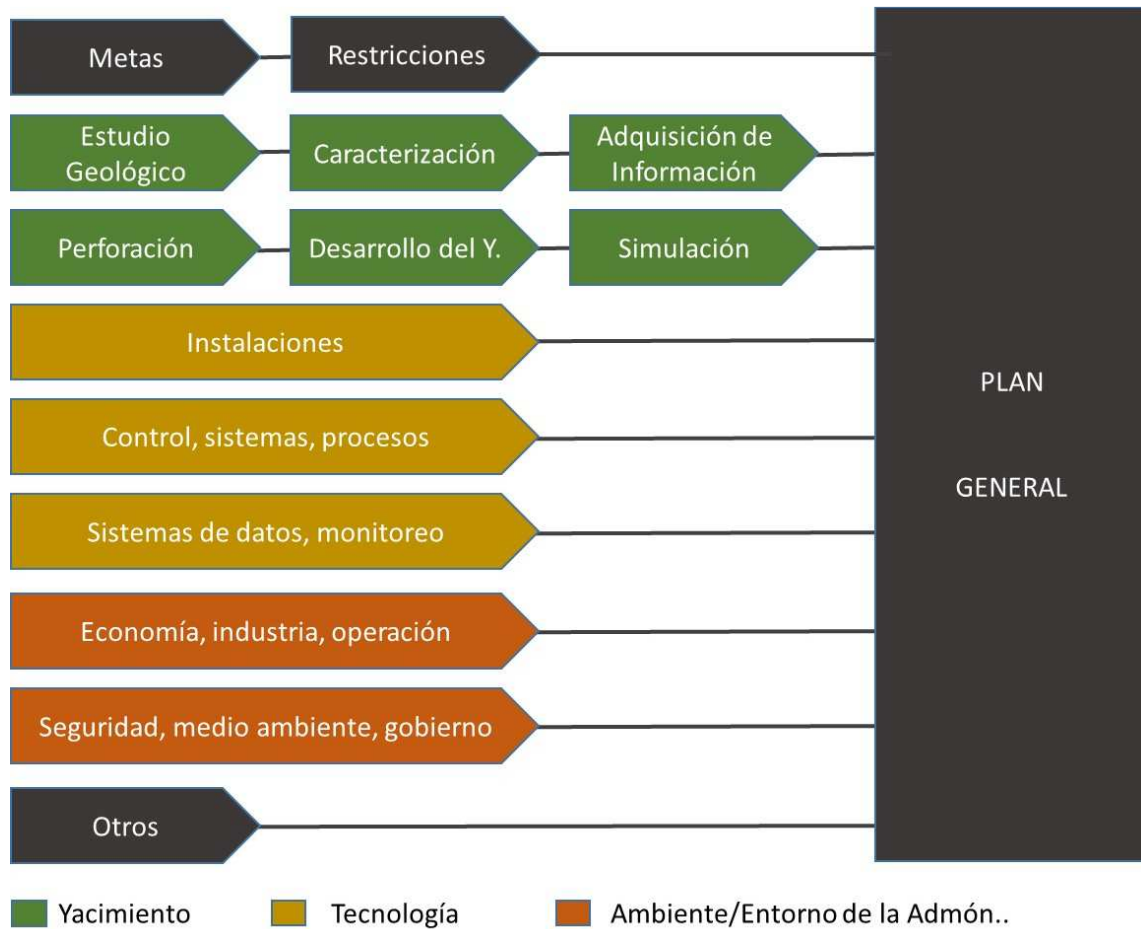 Metas
Restricciones
Estudio
Geológico
Caracterización
Adquisición de
Información
Perforación
Desarrollo del Y.
Simulación
Instalaciones
Control, sistemas, procesos
Sistemas de datos, monitoreo
Economía, industria, operación
Seguridad, medio ambiente, gobierno
Otros
PLAN
GENERAL
Yacimiento
Tecnología
Ambiente/Entorno de la Admón..